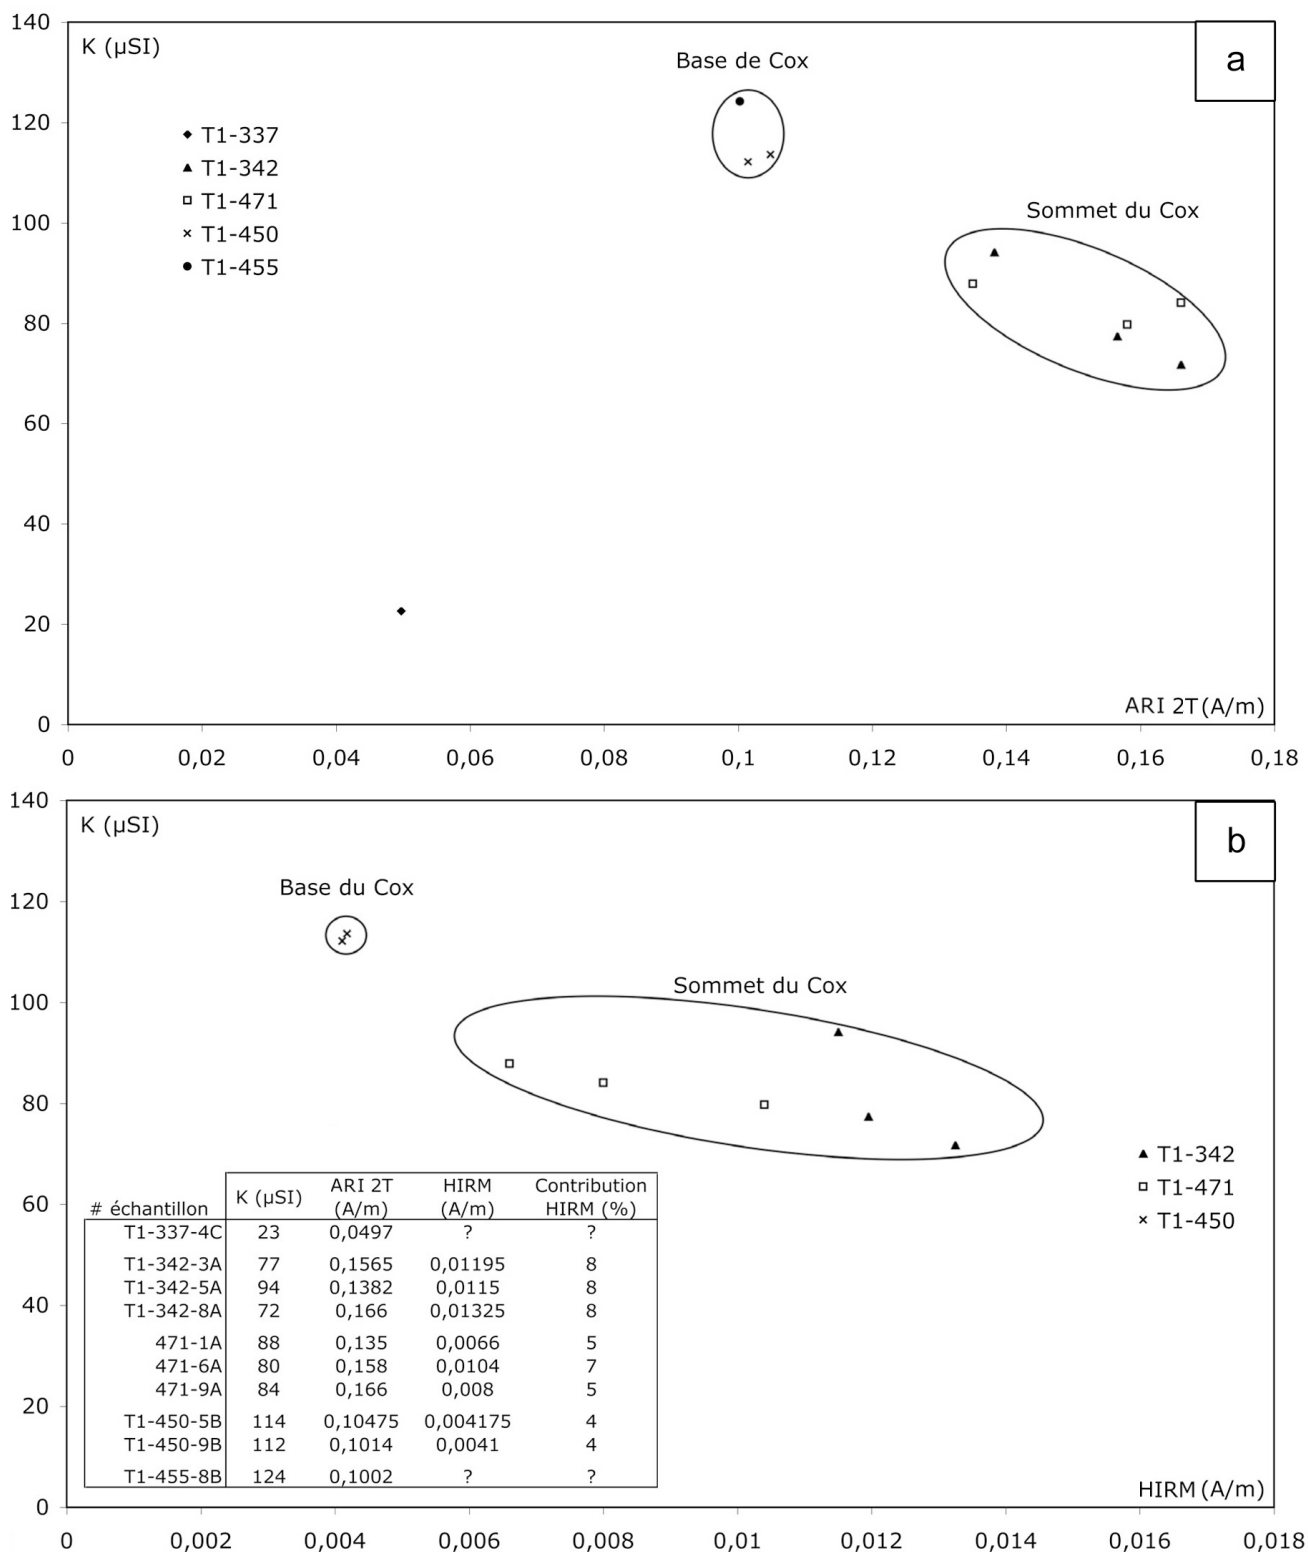 140
K (µSI)
a
Base de Cox
120
T1-337
T1-342
T1-471
T1-450
T1-455
100
Sommet du Cox
80
60
40
20
ARI 2T (A/m)
0
0 0,02 0,04 0,06 0,08 0,1 0,12 0,14 0,16 0,18
140
K (µSI)
b
Base du Cox
120
Sommet du Cox
100
80
T1-342
T1-471
T1-450
60
40
20
0
# échantillon K (µSI) ARI 2T (A/m) HIRM (A/m) Contribution HIRM (%)
T1-337-4C 23 0,0497 ? ?
T1-342-3A 77 0,1565 0,01195 8
T1-342-5A 94 0,1382 0,0115 8
T1-342-8A 72 0,166 0,01325 8
471-1A 88 0,135 0,0066 5
471-6A 80 0,158 0,0104 7
471-9A 84 0,166 0,008 5
T1-450-5B 114 0,10475 0,004175 4
T1-450-9B 112 0,1014 0,0041 4
T1-455-8B 124 0,1002 ? ?
HIRM (A/m)
0 0,002 0,004 0,006 0,008 0,01 0,012 0,014 0,016 0,018